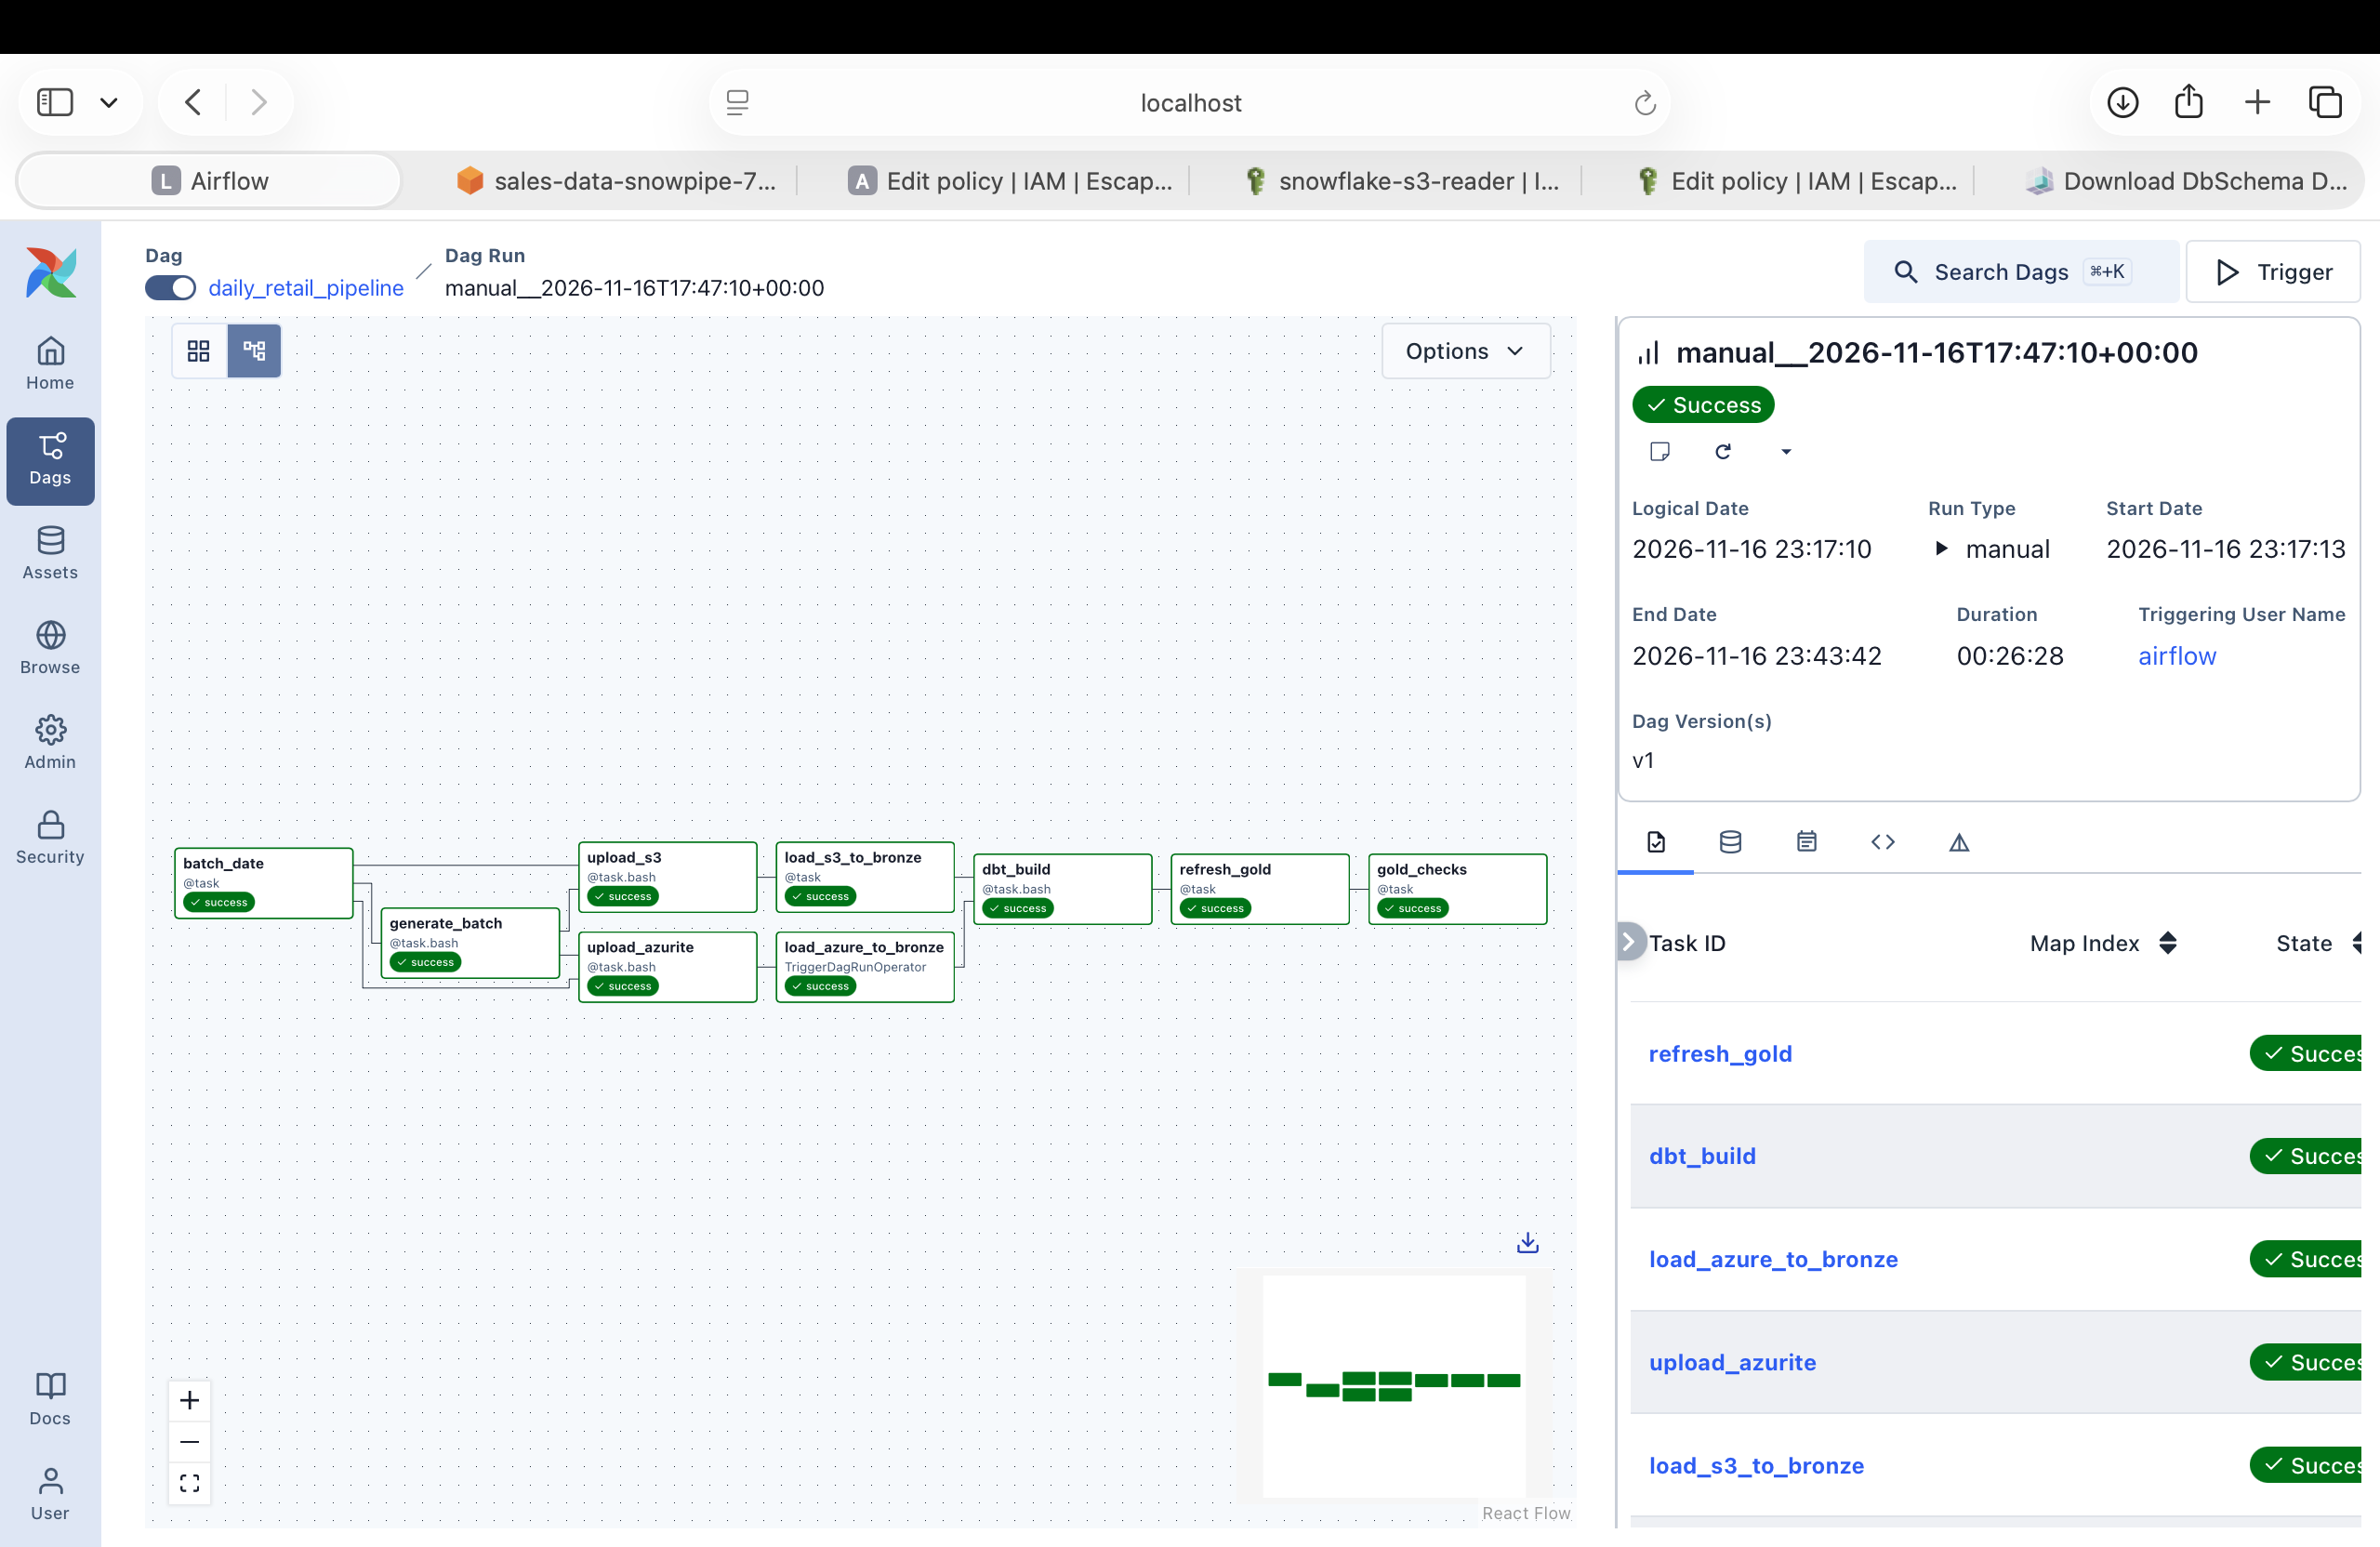 localhost
L Airflow
sales-data-snowpipe-7...
A Edit policy | IAM | Escap...
snowflake-s3-reader | I...
Edit policy | IAM | Escap...
Download DbSchema D...
Dag
daily_retail_pipeline
Dag Run
manual__2026-11-16T17:47:10+00:00
Search Dags ⌘+K
Trigger
Home
Dags
Assets
Browse
Admin
Security
Docs
User
Options
batch_date
@task
success
generate_batch
@task.bash
success
upload_s3
@task.bash
success
upload_azurite
@task.bash
success
load_s3_to_bronze
@task
success
load_azure_to_bronze
TriggerDagRunOperator
success
dbt_build
@task.bash
success
refresh_gold
@task
success
gold_checks
@task
success
React Flow
manual__2026-11-16T17:47:10+00:00
Success
Logical Date
2026-11-16 23:17:10
Run Type
manual
Start Date
2026-11-16 23:17:13
End Date
2026-11-16 23:43:42
Duration
00:26:28
Triggering User Name
airflow
Dag Version(s)
v1
Task ID Map Index State
refresh_gold Succes
dbt_build Succes
load_azure_to_bronze Succes
upload_azurite Succes
load_s3_to_bronze Succes